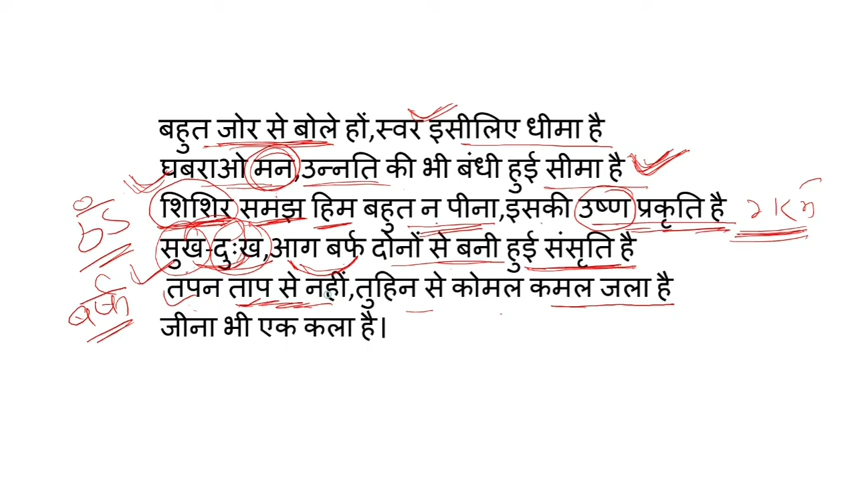 बहुत जोर से बोले हों,स्वर इसीलिए धीमा है
घबराओ मन,उन्नति की भी बंधी हुई सीमा है
शिशिर समझ हिम बहुत न पीना,इसकी उष्ण प्रकृति है
ठंड
गर्म
सुख-दुःख,आग बर्फ दोनों से बनी हुई संसृति है
तपन ताप से नहीं,तुहिन से कोमल कमल जला है
बर्फ
जीना भी एक कला है।